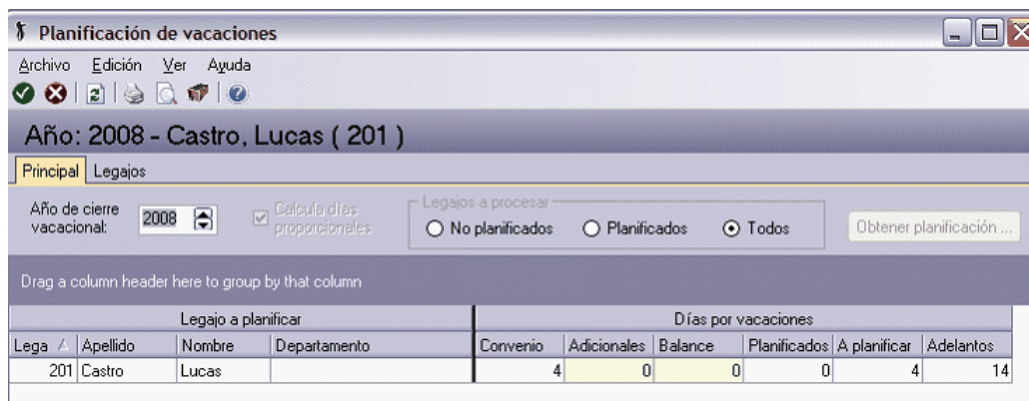 Planificación de vacaciones
Archivo Edición Ver Ayuda
Año: 2008 - Castro, Lucas ( 201 )
Principal Legajos
Año de cierre vacacional:
2008
Calcula días proporcionales
Legajos a procesar
No planificados Planificados Todos
Obtener planificación ...
Drag a column header here to group by that column
Legajo a planificar Días por vacaciones
Lega Apellido Nombre Departamento Convenio Adicionales Balance Planificados A planificar Adelantos
201 Castro Lucas 4 0 0 0 4 14